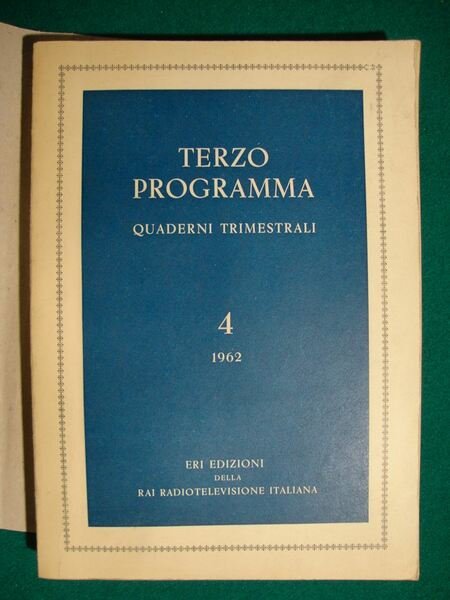 TERZO
PROGRAMMA
QUADERNI TRIMESTRALI
4
1962
ERI EDIZIONI
DELLA
RAI RADIOTELEVISIONE ITALIANA